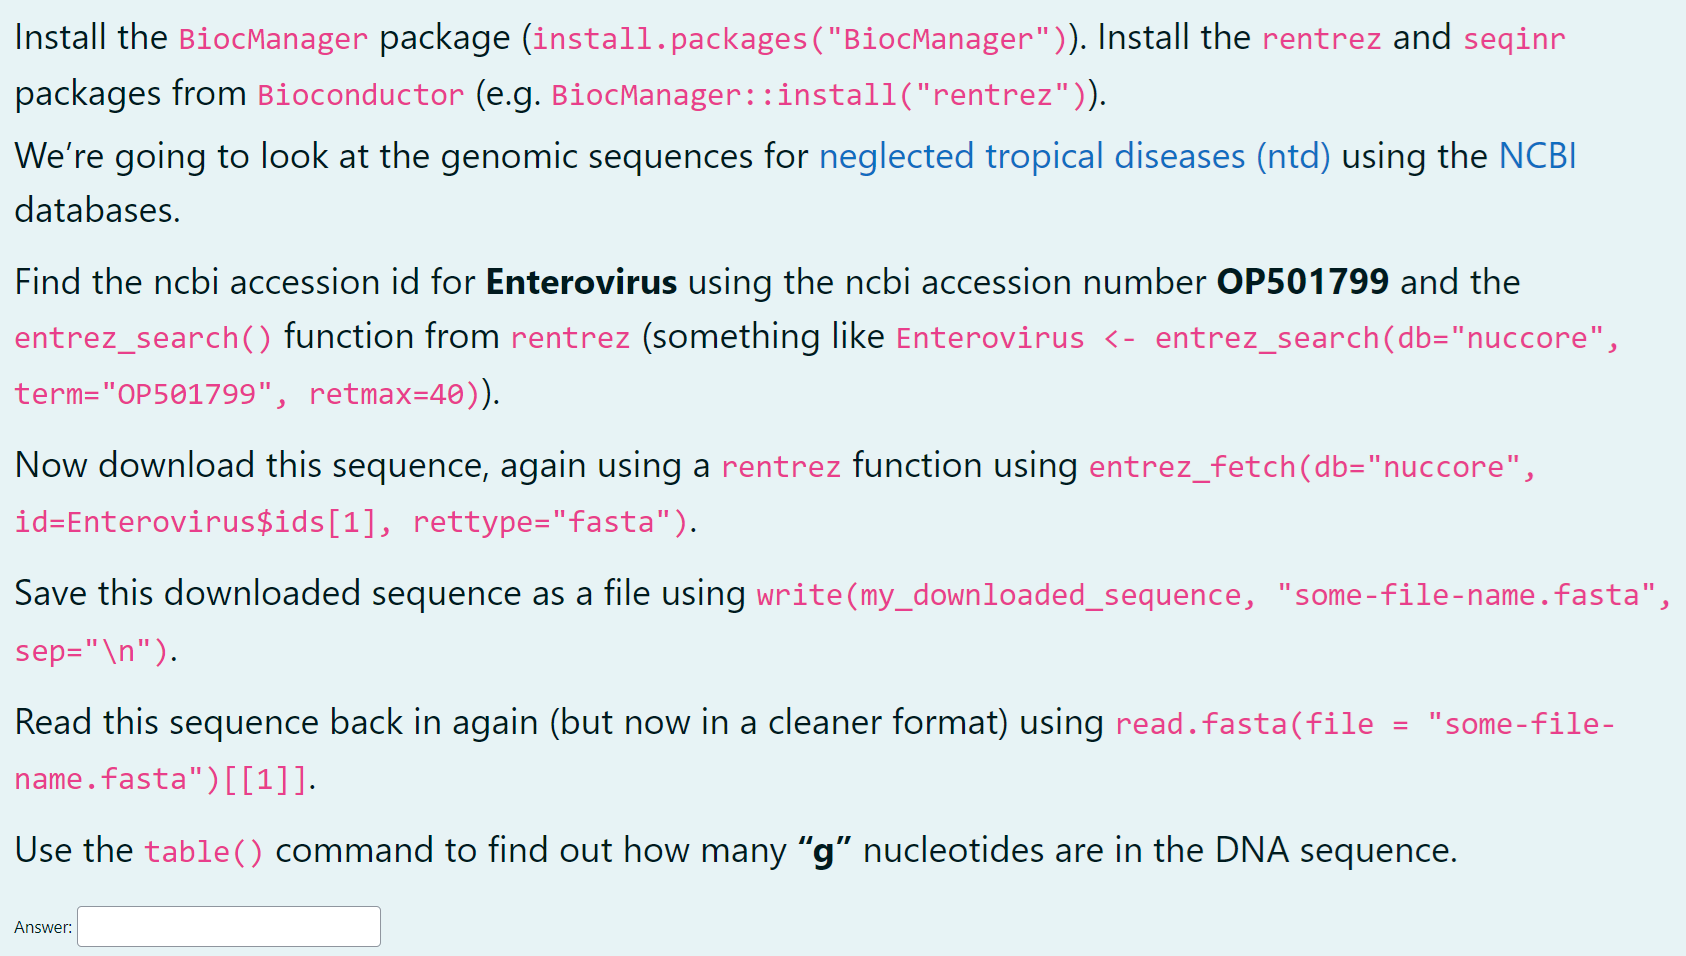 Install the BiocManager package (install.packages("BiocManager")). Install the rentrez and seqinr
packages from Bioconductor (e.g. BiocManager::install("rentrez")).
We’re going to look at the genomic sequences for neglected tropical diseases (ntd) using the NCBI
databases.
Find the ncbi accession id for Enterovirus using the ncbi accession number OP501799 and the
entrez_search() function from rentrez (something like Enterovirus <- entrez_search(db="nuccore",
term="OP501799", retmax=40)).
Now download this sequence, again using a rentrez function using entrez_fetch(db="nuccore",
id=Enterovirus$ids[1], rettype="fasta").
Save this downloaded sequence as a file using write(my_downloaded_sequence, "some-file-name.fasta",
sep="\n").
Read this sequence back in again (but now in a cleaner format) using read.fasta(file = "some-file-
name.fasta")[[1]].
Use the table() command to find out how many “g” nucleotides are in the DNA sequence.
Answer: